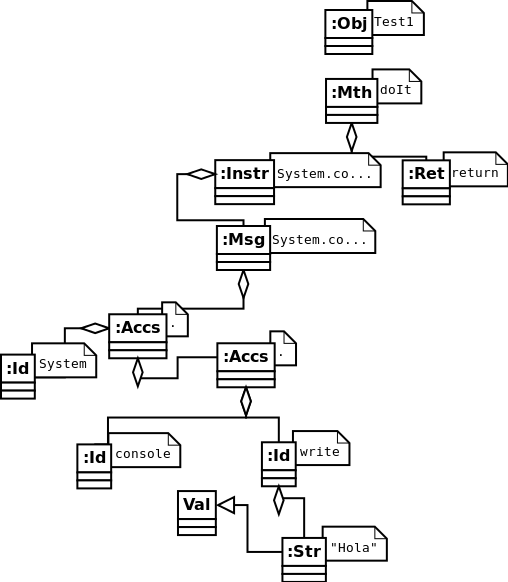 :Obj Test1
:Mth doIt
:Instr System.co...
:Ret return
:Msg System.co...
:Accs .
:Id System
:Accs .
:Id console
:Id write
Val
:Str "Hola"